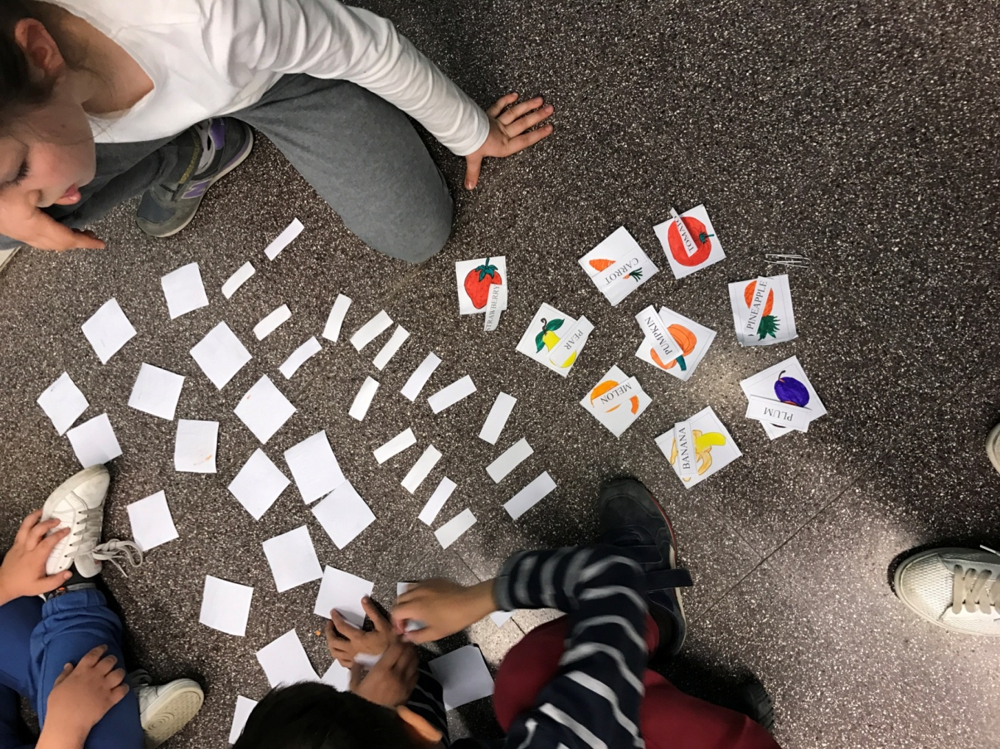 TOMATO
CARROT
STRAWBERRY
PINEAPPLE
PEAR
PUMPKIN
MELON
PLUM
BANANA